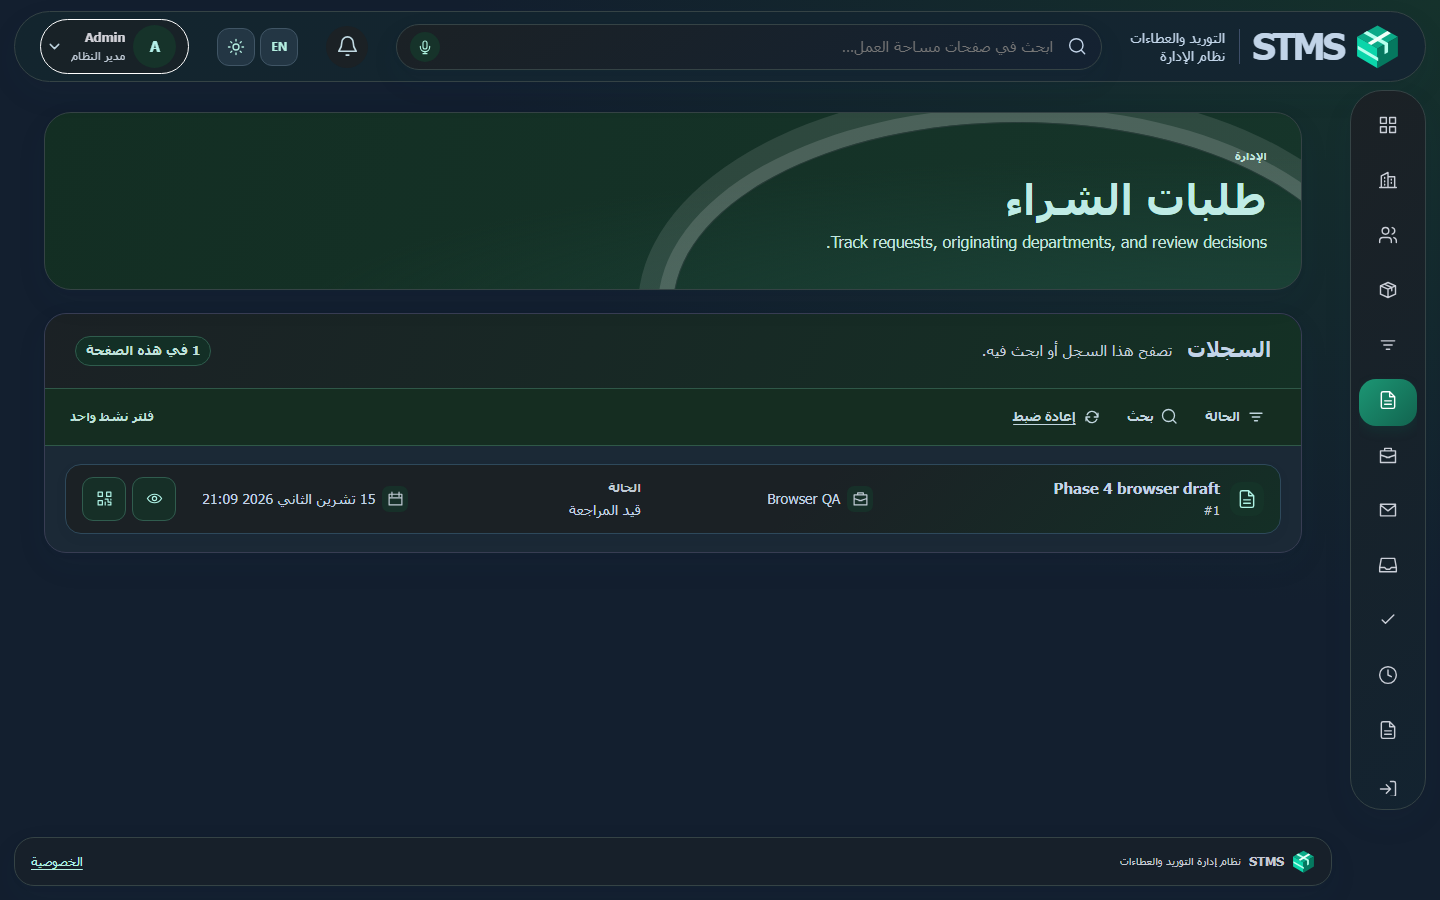 STMS
التوريد والعطاءات
نظام الإدارة
ابحث في صفحات مساحة العمل...
EN
A
Admin
مدير النظام
الإدارة
طلبات الشراء
Track requests, originating departments, and review decisions.
السجلات
تصفح هذا السجل أو ابحث فيه.
1 في هذه الصفحة
الحالة
بحث
إعادة ضبط
فلتر نشط واحد
Phase 4 browser draft
#1
Browser QA
الحالة
قيد المراجعة
15 تشرين الثاني 2026 21:09
STMS
نظام إدارة التوريد والعطاءات
الخصوصية